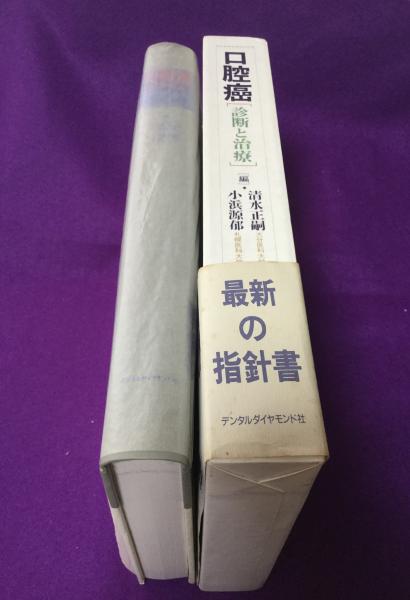 口腔癌
[診断と治療]
[編]・
清水正嗣
小浜源郁
最新
の
指針書
デンタルダイヤモンド社